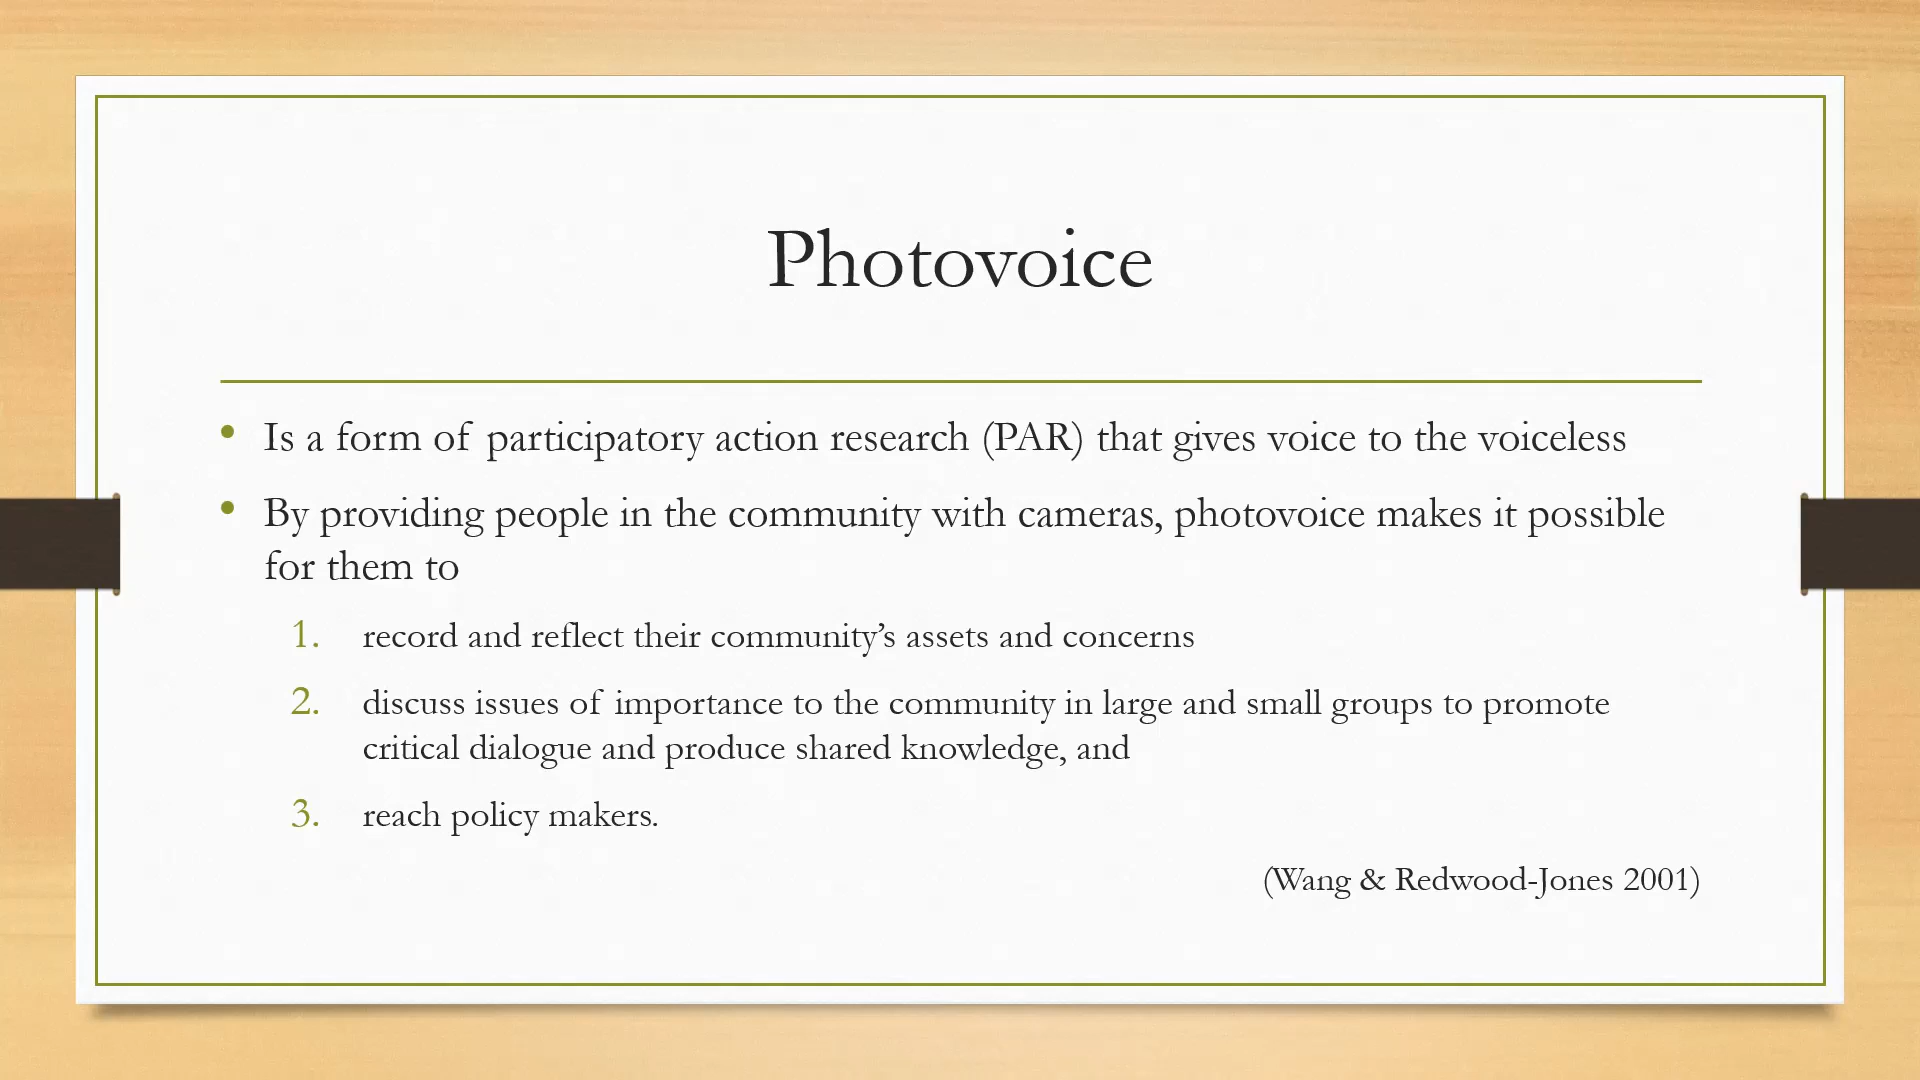 Photovoice
• Is a form of participatory action research (PAR) that gives voice to the voiceless
• By providing people in the community with cameras, photovoice makes it possible
for them to
1. record and reflect their community’s assets and concerns
2. discuss issues of importance to the community in large and small groups to promote
critical dialogue and produce shared knowledge, and
3. reach policy makers.
(Wang & Redwood-Jones 2001)